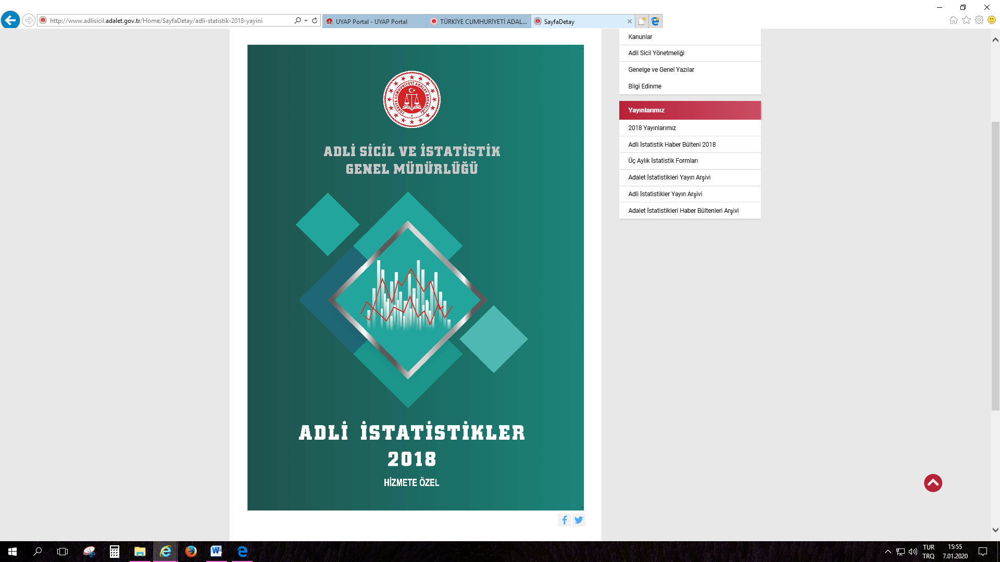 http://www.adlisicil.adalet.gov.tr/Home/SayfaDetay/adli-statistik-2018-yayini
UYAP Portal - UYAP Portal
TÜRKİYE CUMHURİYETİ ADAL...
SayfaDetay
TÜRKİYE CUMHURİYETİ ADALET BAKANLIĞI
ADLİ SİCİL VE İSTATİSTİK
GENEL MÜDÜRLÜĞÜ
ADLİ İSTATİSTİKLER
2018
HİZMETE ÖZEL
Kanunlar
Adli Sicil Yönetmeliği
Genelge ve Genel Yazılar
Bilgi Edinme
Yayınlarımız
2018 Yayınlarımız
Adli İstatistik Haber Bülteni 2018
Üç Aylık İstatistik Formları
Adalet İstatistikleri Yayın Arşivi
Adli İstatistikler Yayın Arşivi
Adalet İstatistikleri Haber Bültenleri Arşivi
TUR
TRQ
15:55
7.01.2020